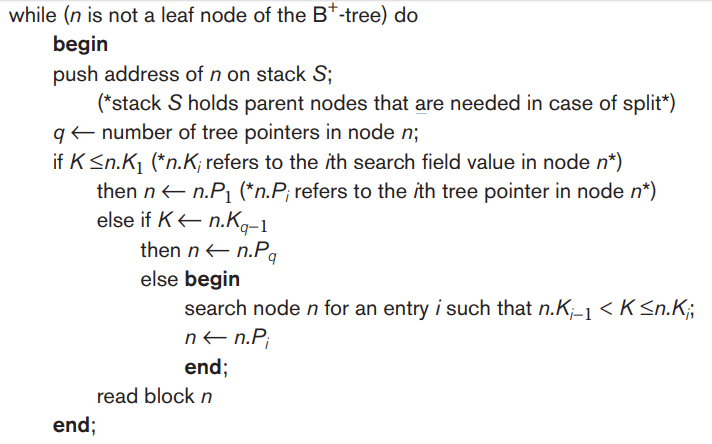 while (n is not a leaf node of the B⁺-tree) do
begin
push address of n on stack S;
(*stack S holds parent nodes that are needed in case of split*)
q ← number of tree pointers in node n;
if K ≤n.K₁ (*n.Kᵢ refers to the ith search field value in node n*)
then n ← n.P₁ (*n.Pᵢ refers to the ith tree pointer in node n*)
else if K ← n.K_q₋₁
then n ← n.P_q
else begin
search node n for an entry i such that n.Kᵢ₋₁ < K ≤n.Kᵢ;
n ← n.Pᵢ
end;
read block n
end;